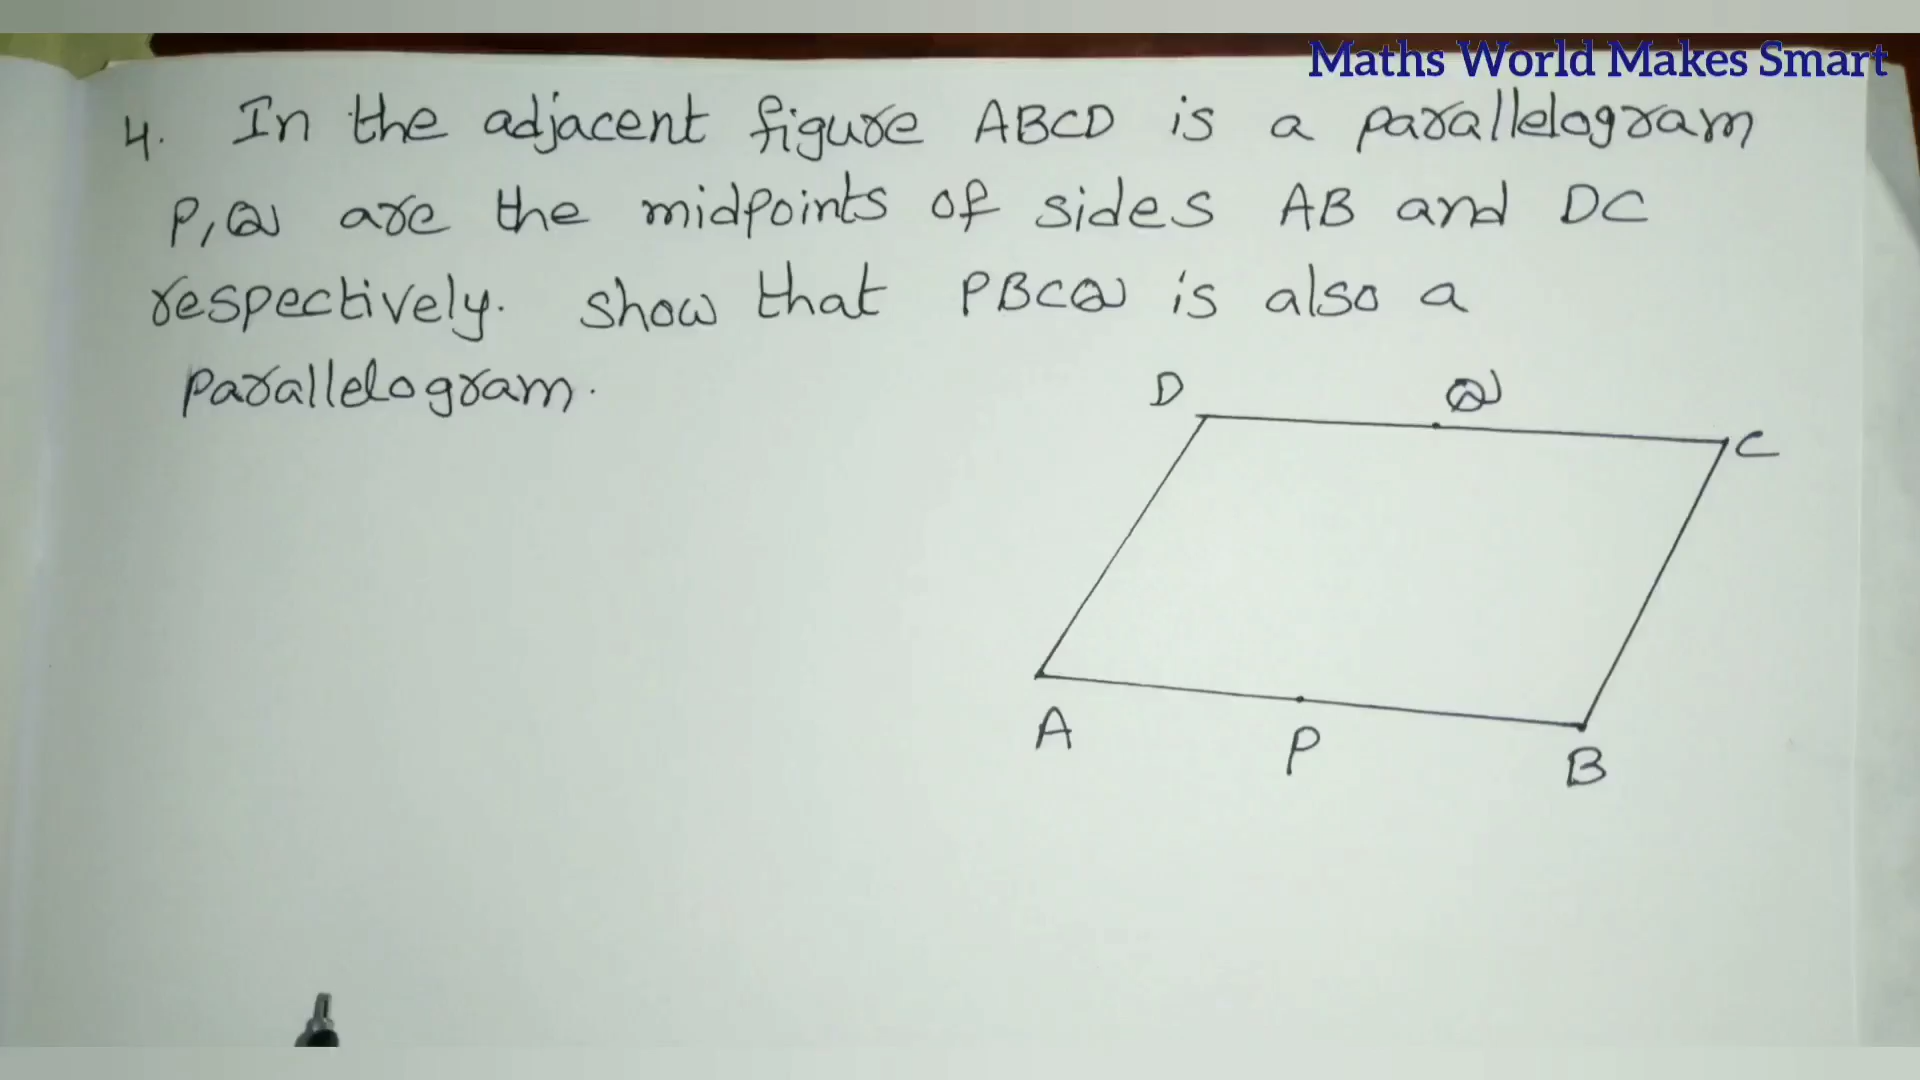 Maths World Makes Smart
4. In the adjacent figure ABCD is a parallelogram
P,Q are the midpoints of sides AB and DC
respectively. show that PBCQ is also a
parallelogram.
D Q
C
A P B